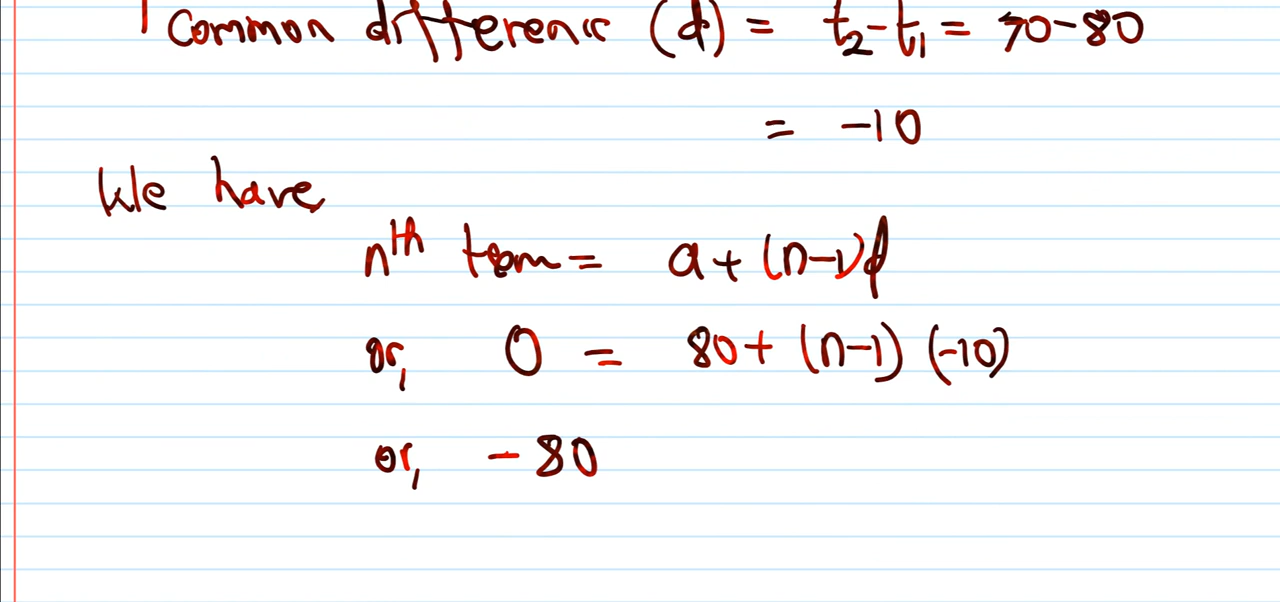 Common difference (d) = t₂-t₁ = 70-80
= -10
We have,
nᵗʰ term = a + (n-1)d
or, 0 = 80 + (n-1) (-10)
or, - 80